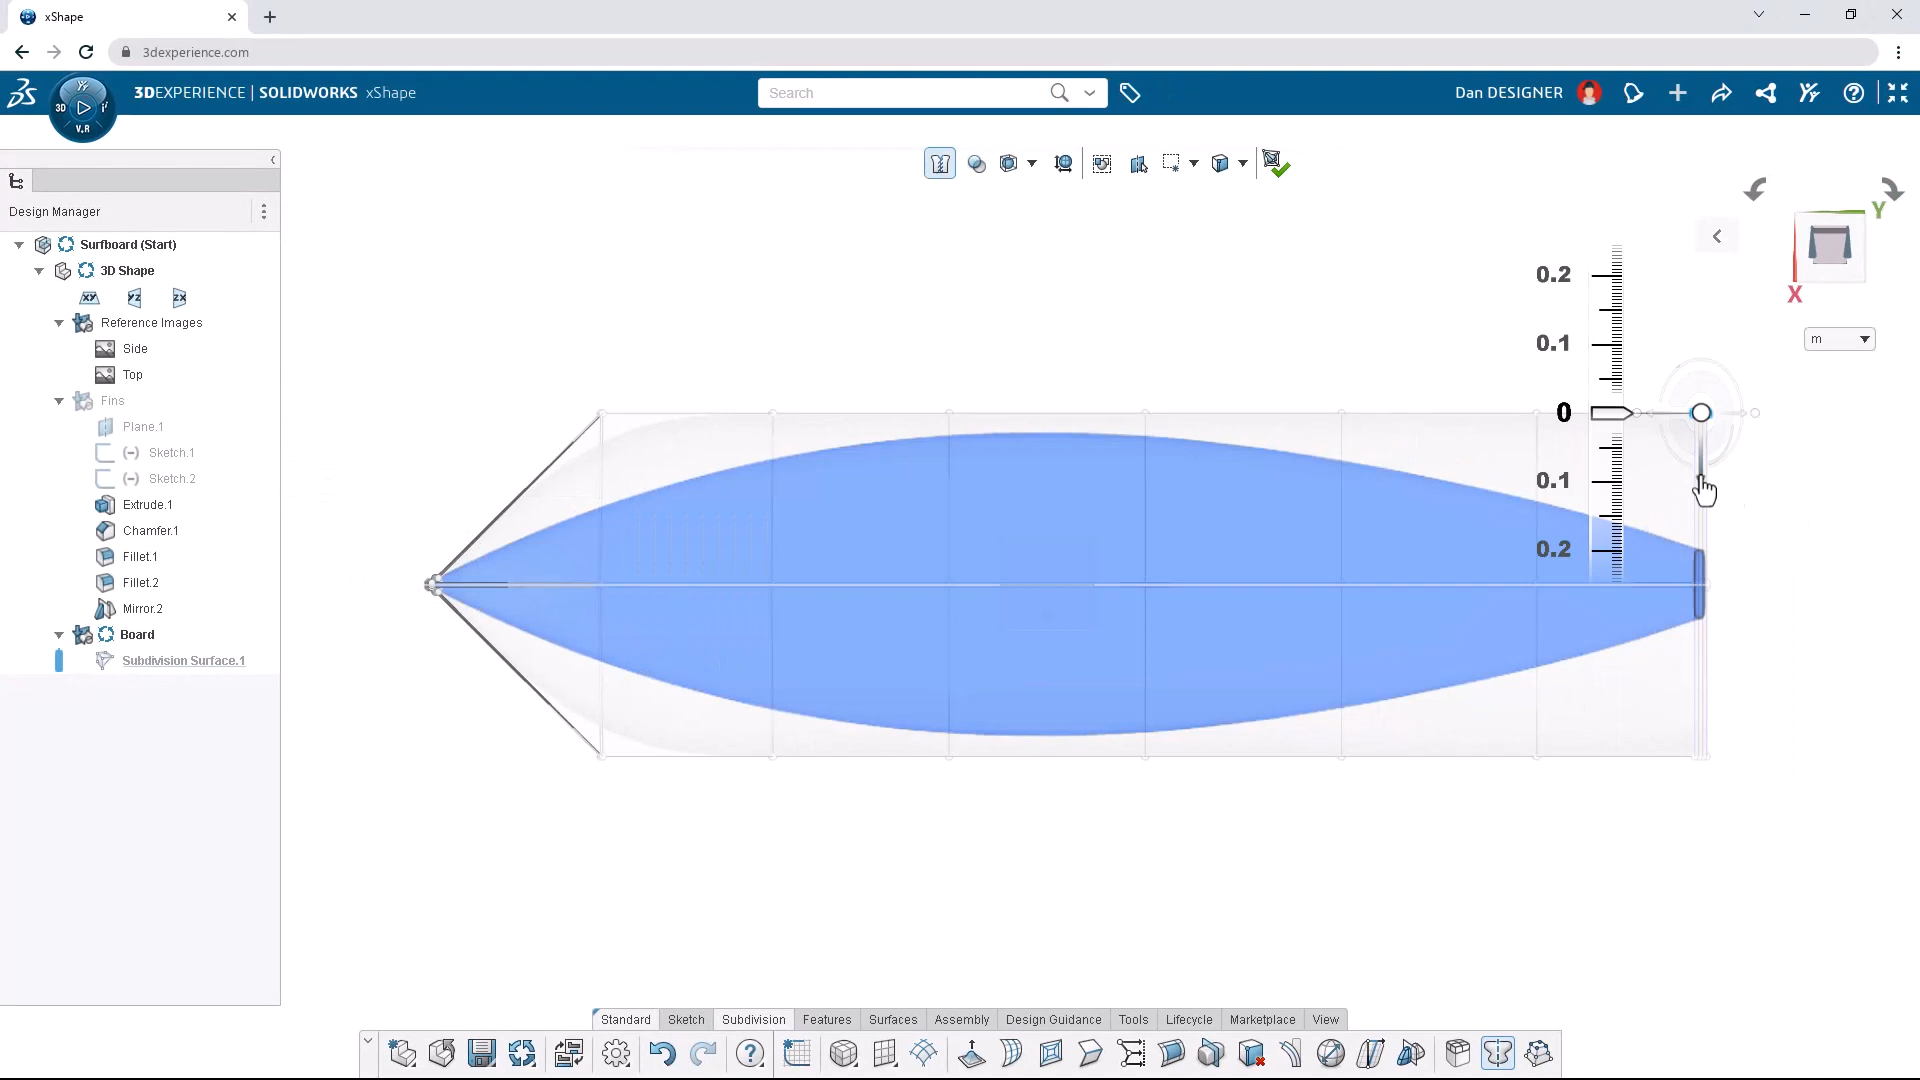 xShape
3dexperience.com
3DEXPERIENCE | SOLIDWORKS xShape
Search
Dan DESIGNER
3D
V.R
Design Manager
Surfboard (Start)
3D Shape
XY
YZ
ZX
Reference Images
Side
Top
Fins
Plane.1
(-) Sketch.1
(-) Sketch.2
Extrude.1
Chamfer.1
Fillet.1
Fillet.2
Mirror.2
Board
Subdivision Surface.1
0.2
0.1
0
0.1
0.2
Y
X
m
Standard
Sketch
Subdivision
Features
Surfaces
Assembly
Design Guidance
Tools
Lifecycle
Marketplace
View